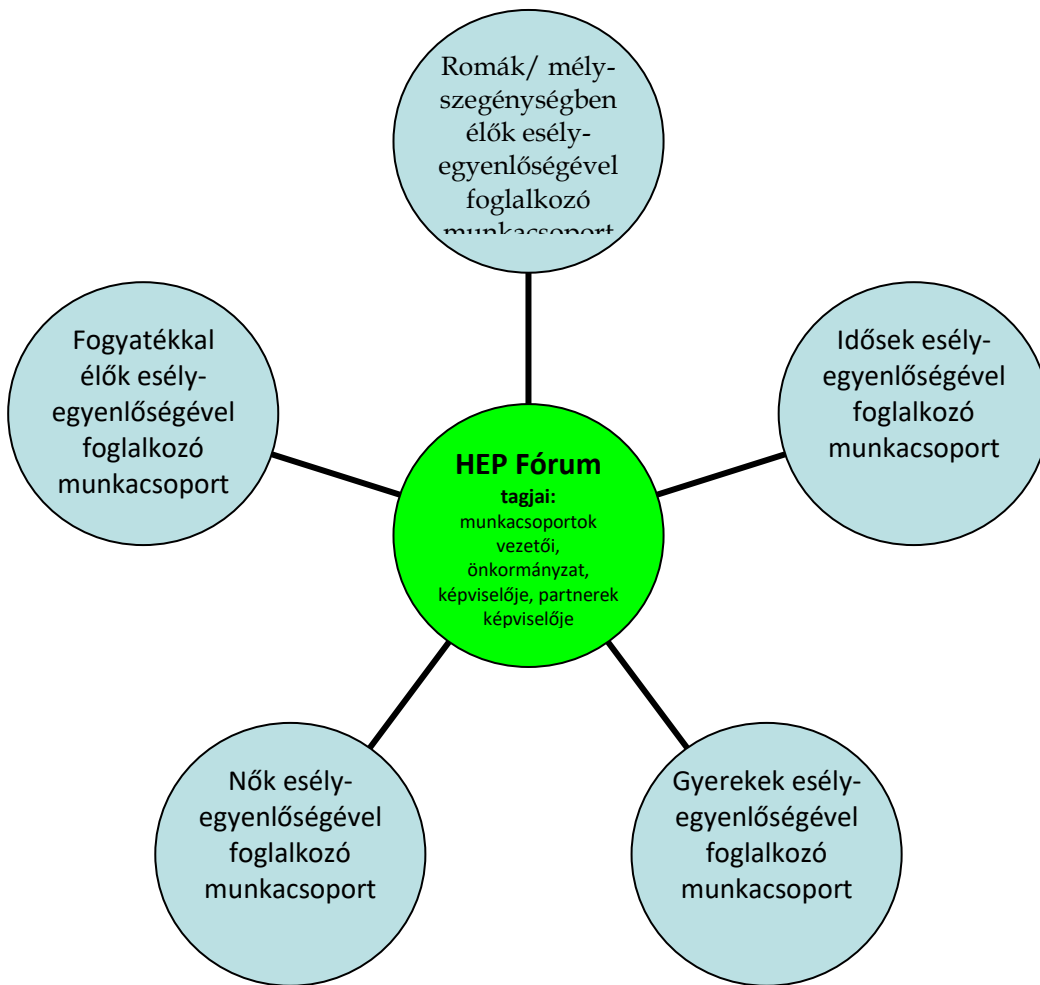 Romák/ mély-
szegénységben
élők esély-
egyenlőségével
foglalkozó
munkacsoport
Fogyatékkal
élők esély-
egyenlőségével
foglalkozó
munkacsoport
Idősek esély-
egyenlőségével
foglalkozó
munkacsoport
HEP Fórum
tagjai:
munkacsoportok
vezetői,
önkormányzat,
képviselője, partnerek
képviselője
Nők esély-
egyenlőségével
foglalkozó
munkacsoport
Gyerekek esély-
egyenlőségével
foglalkozó
munkacsoport